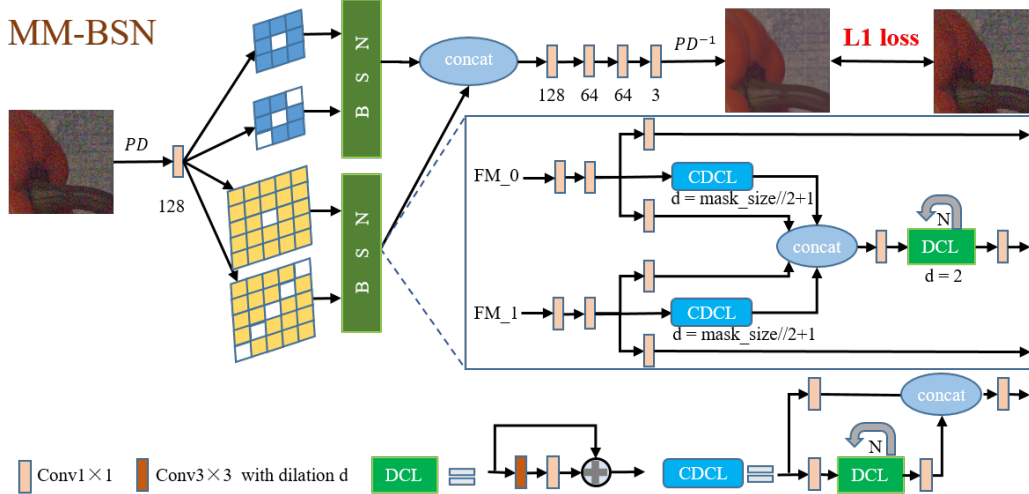 MM-BSN
PD
128
B S N
B S N
concat
128
64
64
3
PD⁻¹
L1 loss
FM_0
CDCL
d = mask_size//2+1
concat
N
DCL
d = 2
FM_1
CDCL
d = mask_size//2+1
concat
N
DCL
Conv1×1
Conv3×3 with dilation d
DCL
CDCL